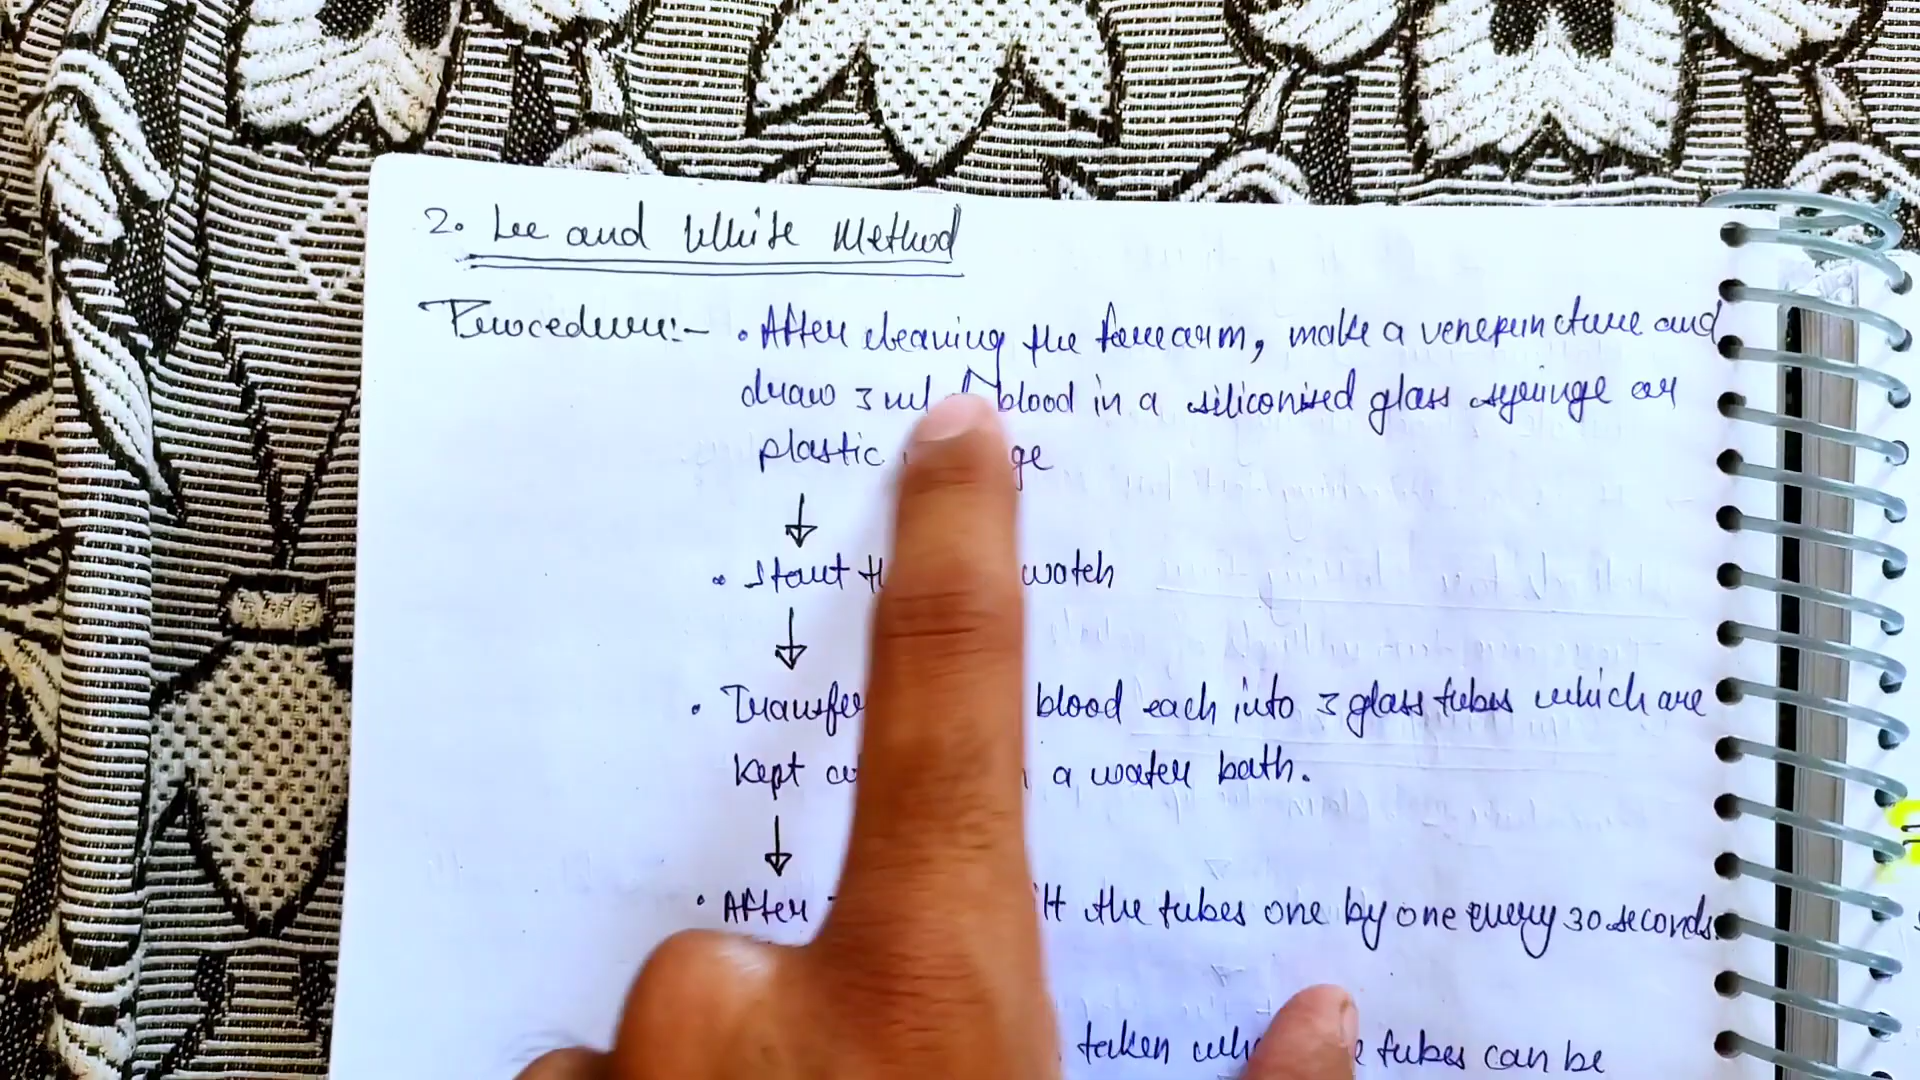 2. Lee and White Method
Procedure:- • After cleaning the forearm, make a venepuncture and
draw 3 ml of blood in a siliconised glass syringe or
plastic
• Start watch
• Transfer blood each into 3 glass tubes which are
kept a water bath.
• After the tubes one by one every 30 seconds.
taken tubes can be